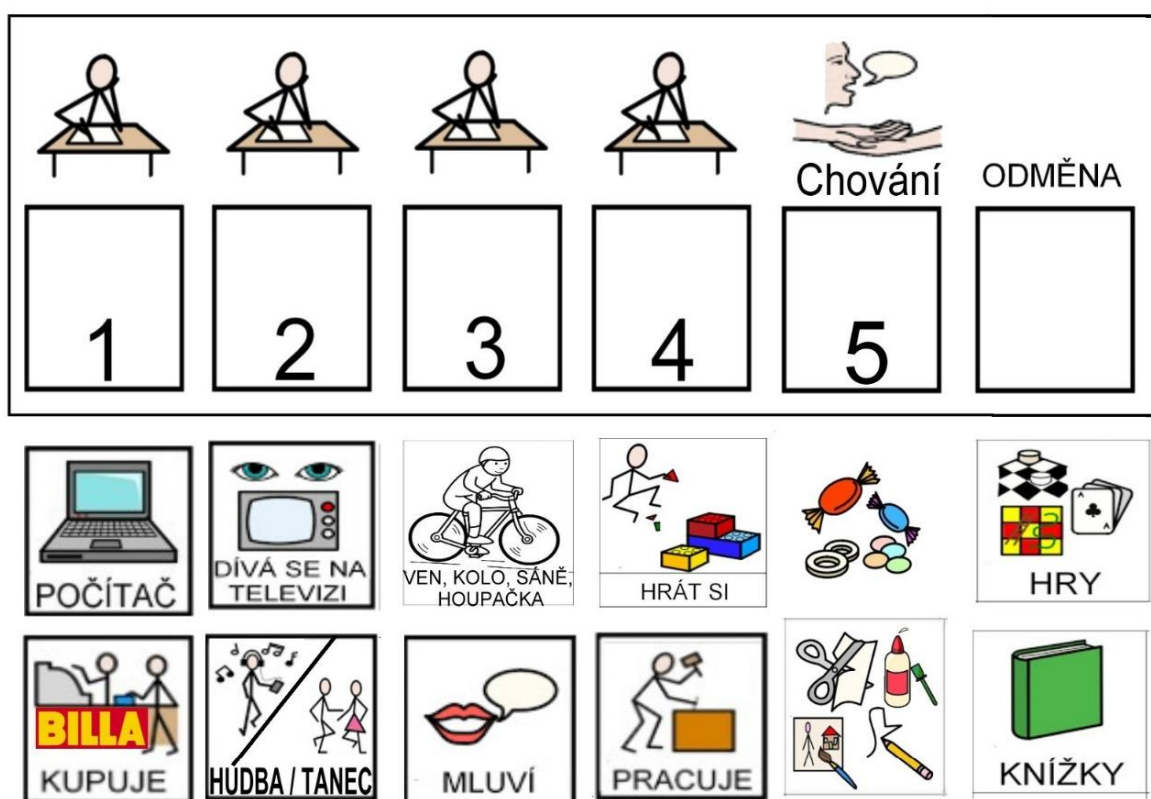 Chování
ODMĚNA
1
2
3
4
5
POČÍTAČ
DÍVÁ SE NA
TELEVIZI
VEN, KOLO, SÁNĚ,
HOUPAČKA
HRÁT SI
A
A
HRY
BILLA
KUPUJE
HUDBA / TANEC
MLUVÍ
PRACUJE
KNÍŽKY